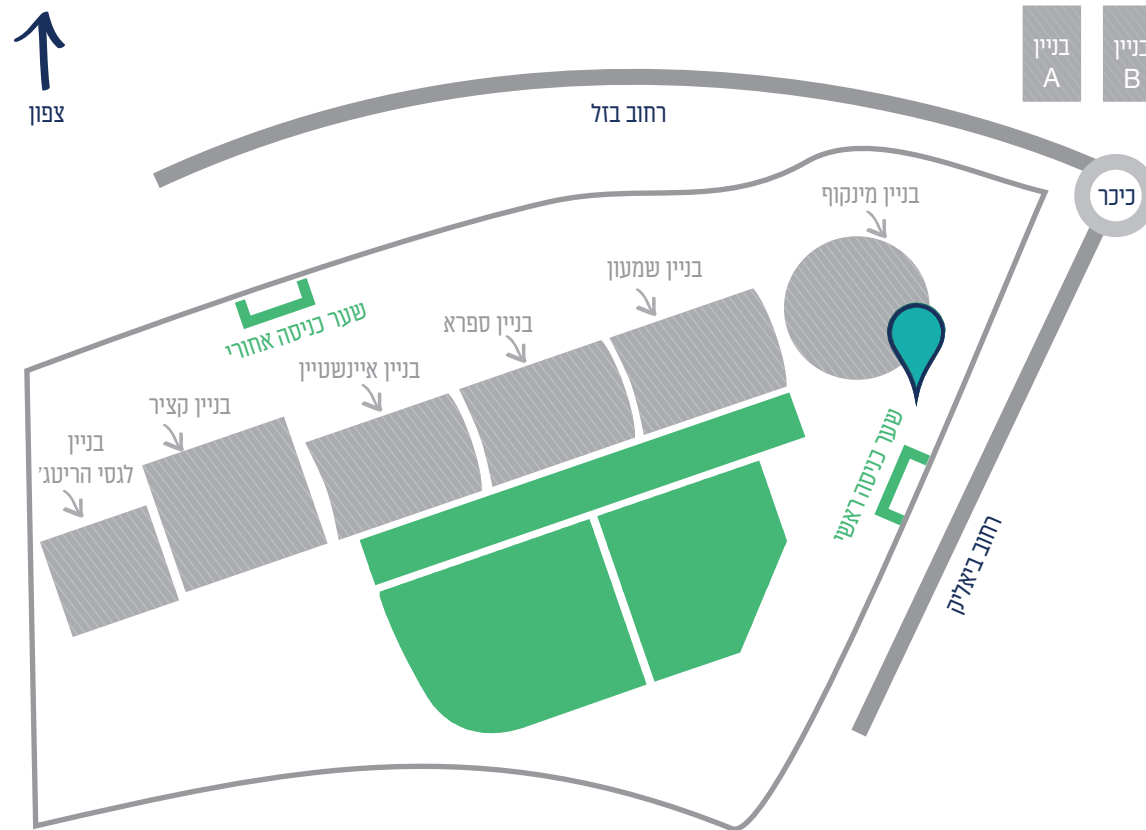 צפון
רחוב בזל
בניין
A
בניין
B
כיכר
בניין מינקוף
בניין שמעון
בניין ספרא
בניין איינשטיין
בניין קציר
בניין
לגסי הריטג׳
שער כניסה אחורי
שער כניסה ראשי
רחוב ביאליק